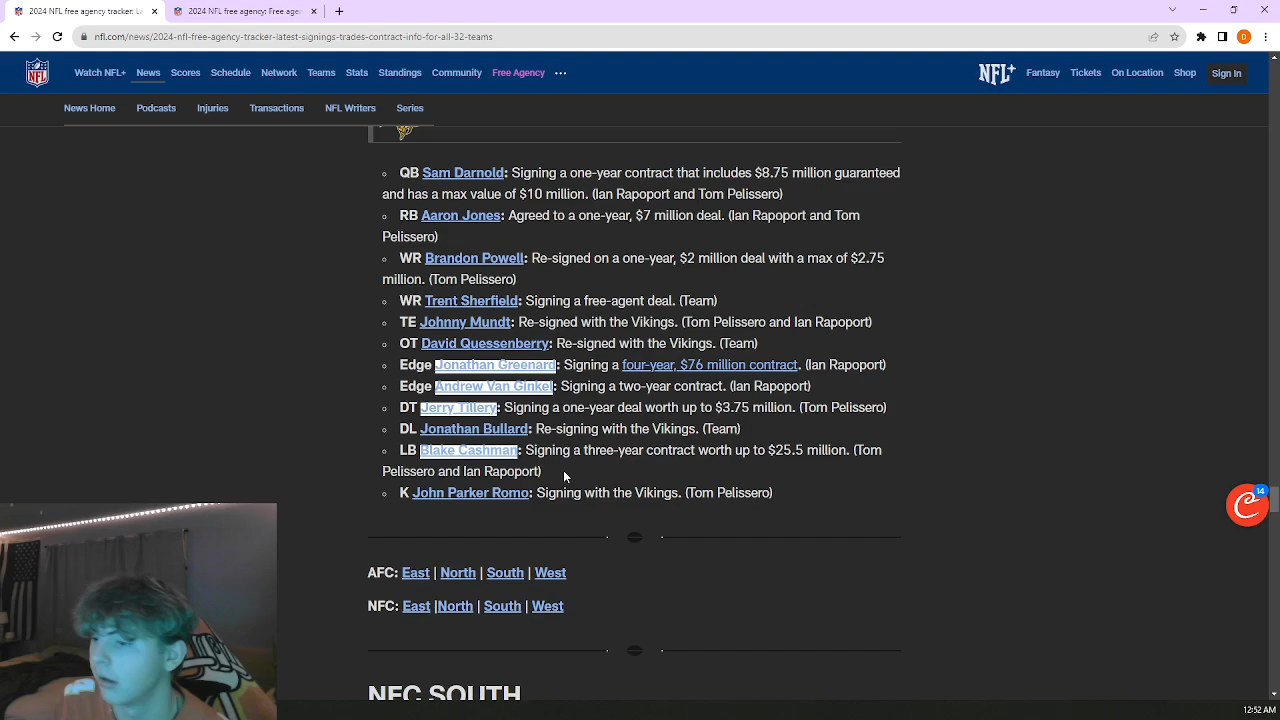 2024 NFL free agency tracker: La
2024 NFL free agency: Free age
nfl.com/news/2024-nfl-free-agency-tracker-latest-signings-trades-contract-info-for-all-32-teams
D
NFL
Watch NFL+ News Scores Schedule Network Teams Stats Standings Community Free Agency ••• NFL+ Fantasy Tickets On Location Shop Sign In
News Home Podcasts Injuries Transactions NFL Writers Series
QB Sam Darnold: Signing a one-year contract that includes $8.75 million guaranteed
and has a max value of $10 million. (Ian Rapoport and Tom Pelissero)
RB Aaron Jones: Agreed to a one-year, $7 million deal. (Ian Rapoport and Tom
Pelissero)
WR Brandon Powell: Re-signed on a one-year, $2 million deal with a max of $2.75
million. (Tom Pelissero)
WR Trent Sherfield: Signing a free-agent deal. (Team)
TE Johnny Mundt: Re-signed with the Vikings. (Tom Pelissero and Ian Rapoport)
OT David Quessenberry: Re-signed with the Vikings. (Team)
Edge Jonathan Greenard: Signing a four-year, $76 million contract. (Ian Rapoport)
Edge Andrew Van Ginkel: Signing a two-year contract. (Ian Rapoport)
DT Jerry Tillery: Signing a one-year deal worth up to $3.75 million. (Tom Pelissero)
DL Jonathan Bullard: Re-signing with the Vikings. (Team)
LB Blake Cashman: Signing a three-year contract worth up to $25.5 million. (Tom
Pelissero and Ian Rapoport)
K John Parker Romo: Signing with the Vikings. (Tom Pelissero)
14
AFC: East | North | South | West
NFC: East |North | South | West
NFC SOUTH
12:52 AM